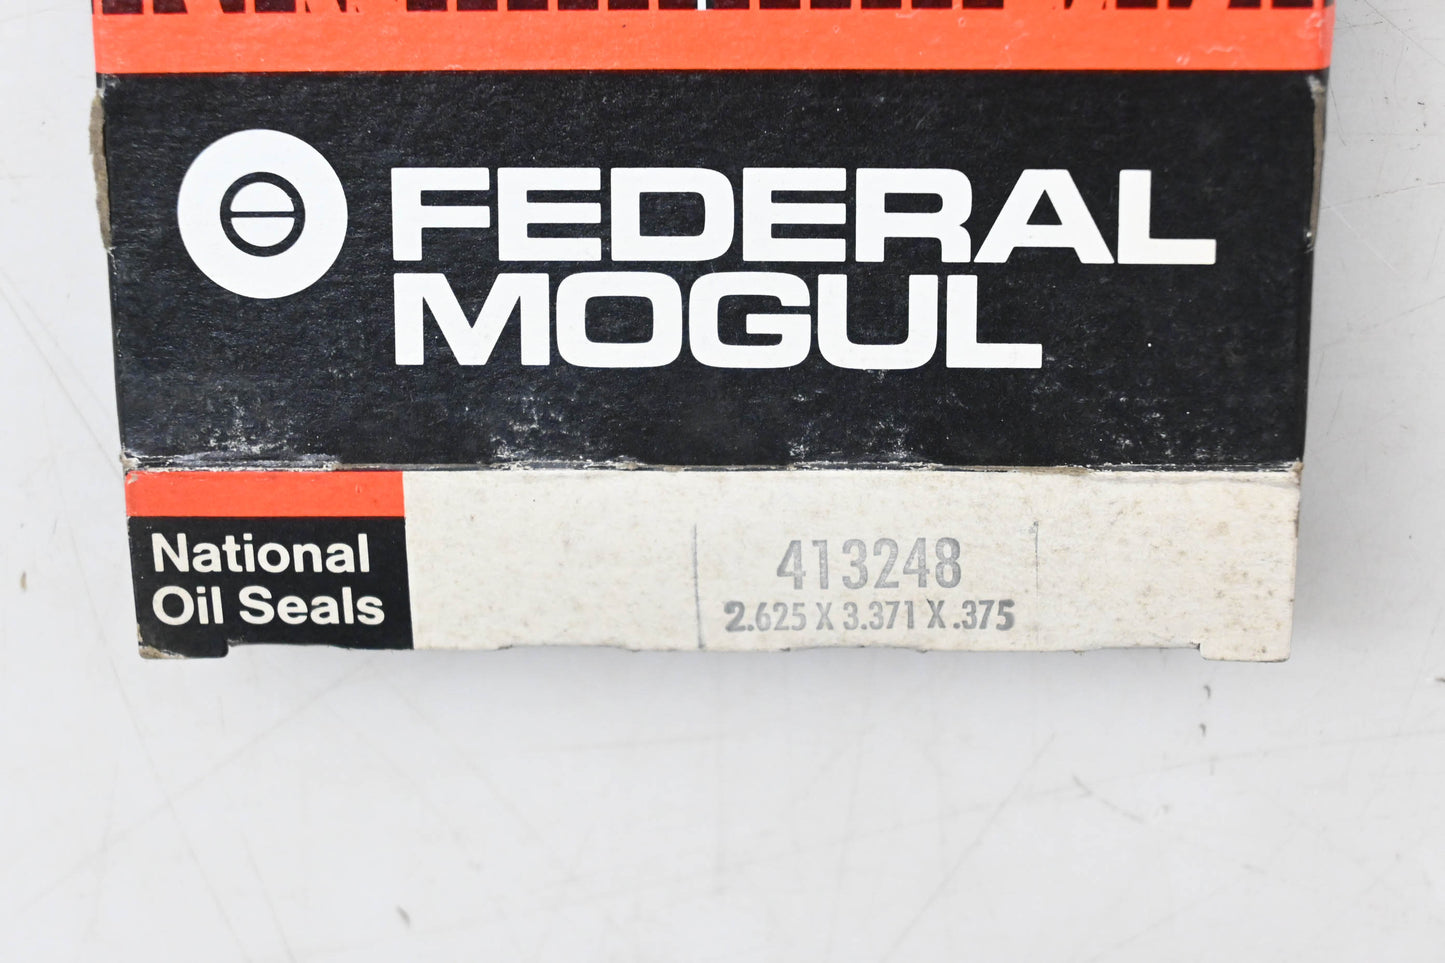 FEDERAL
MOGUL
National
Oil Seals
413248
2.625 X 3.371 X .375